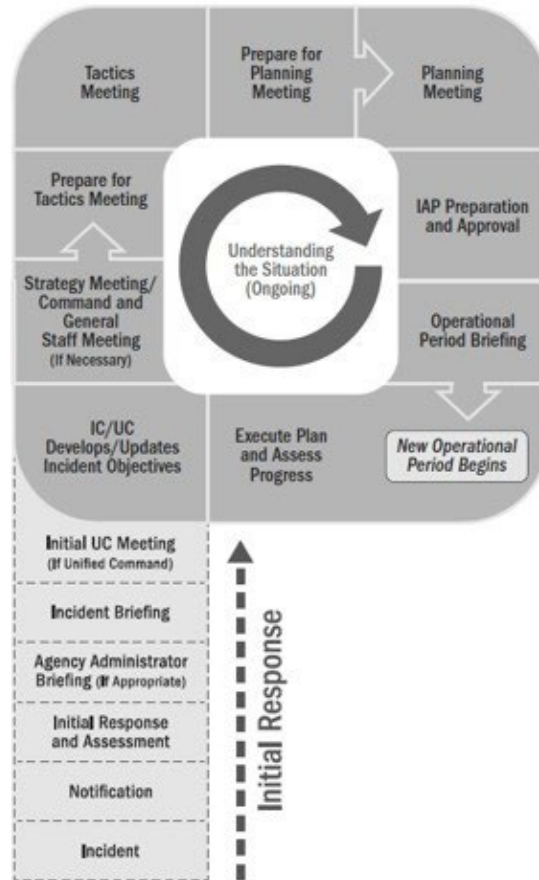 Tactics
Meeting
Prepare for
Planning
Meeting
Planning
Meeting
Prepare for
Tactics Meeting
IAP Preparation
and Approval
Understanding
the Situation
(Ongoing)
Strategy Meeting/
Command and
General
Staff Meeting
(If Necessary)
Operational
Period Briefing
IC/UC
Develops/Updates
Incident Objectives
Execute Plan
and Assess
Progress
New Operational
Period Begins
Initial UC Meeting
(If Unified Command)
Incident Briefing
Agency Administrator
Briefing (If Appropriate)
Initial Response
and Assessment
Notification
Incident
Initial Response